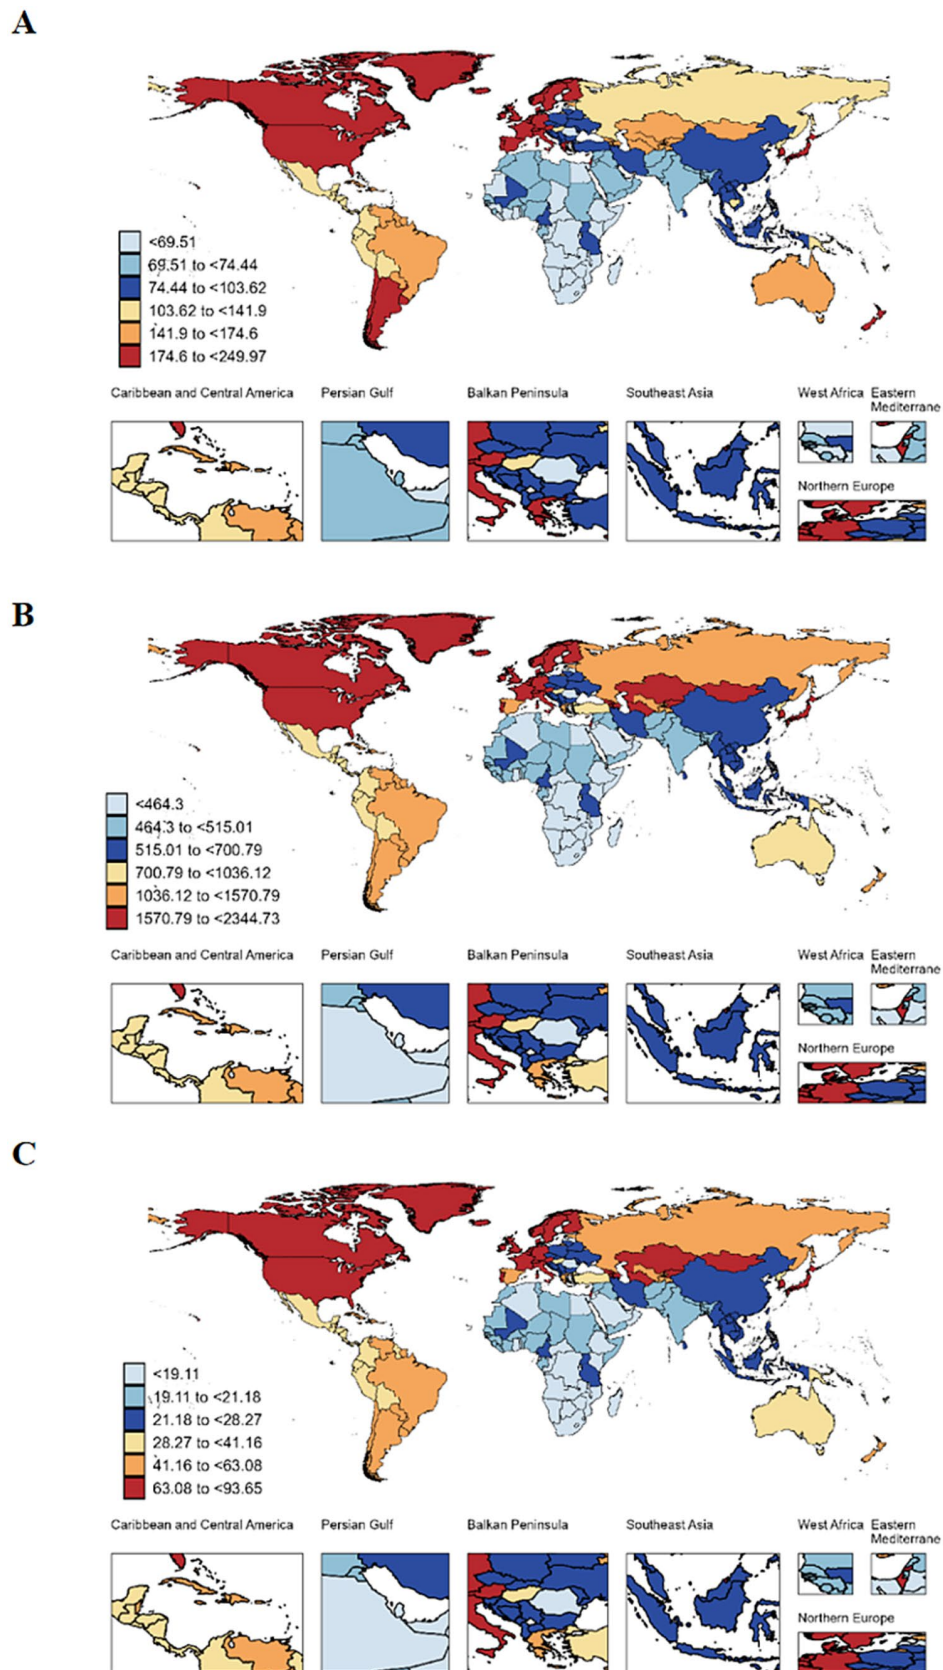 A
<69.51
69.51 to <74.44
74.44 to <103.62
103.62 to <141.9
141.9 to <174.6
174.6 to <249.97
Caribbean and Central America Persian Gulf Balkan Peninsula Southeast Asia West Africa Eastern Mediterrane
Northern Europe
B
<464.3
464.3 to <515.01
515.01 to <700.79
700.79 to <1036.12
1036.12 to <1570.79
1570.79 to <2344.73
Caribbean and Central America Persian Gulf Balkan Peninsula Southeast Asia West Africa Eastern Mediterrane
Northern Europe
C
<19.11
19.11 to <21.18
21.18 to <28.27
28.27 to <41.16
41.16 to <63.08
63.08 to <93.65
Caribbean and Central America Persian Gulf Balkan Peninsula Southeast Asia West Africa Eastern Mediterrane
Northern Europe